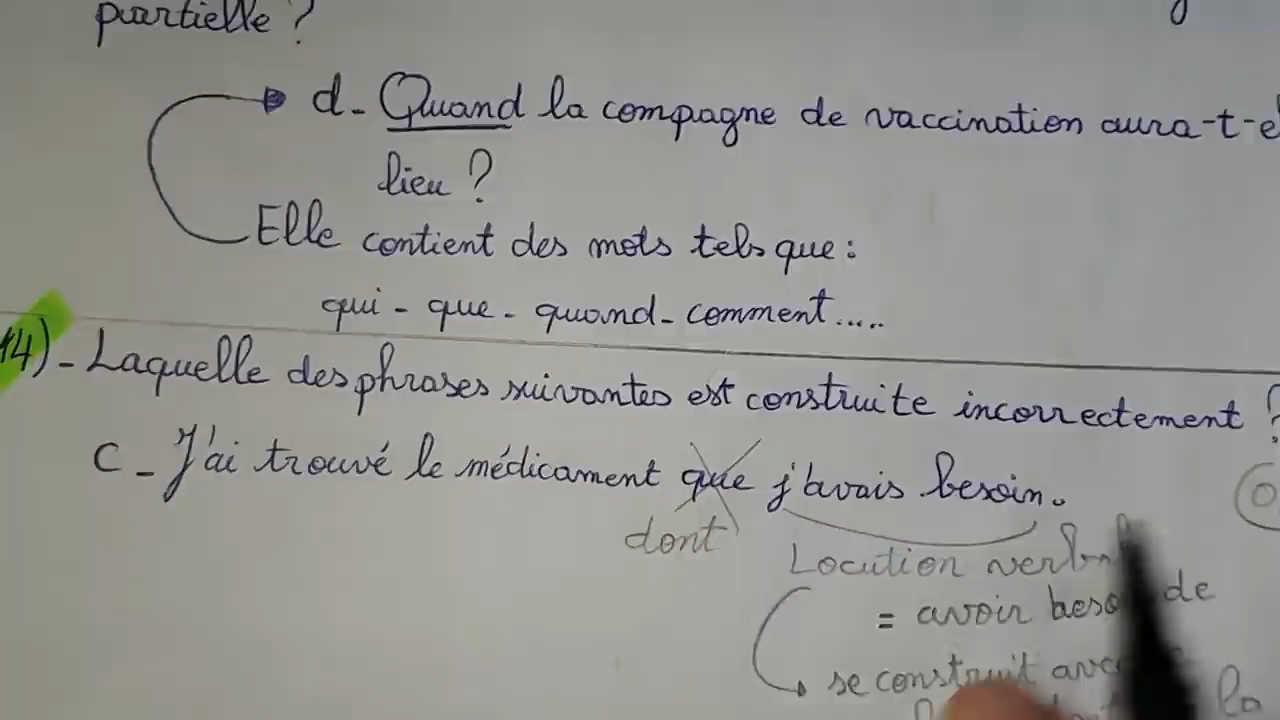 partielle ?
d- Quand la compagne de vaccination aura-t-e
lieu ?
Elle contient des mots tels que :
qui - que - quand - comment.....
14)- Laquelle des phrases suivantes est construite incorrectement ?
C - J'ai trouvé le médicament que j'avais besoin.
dont
Locution
= avoir de
se construit
la